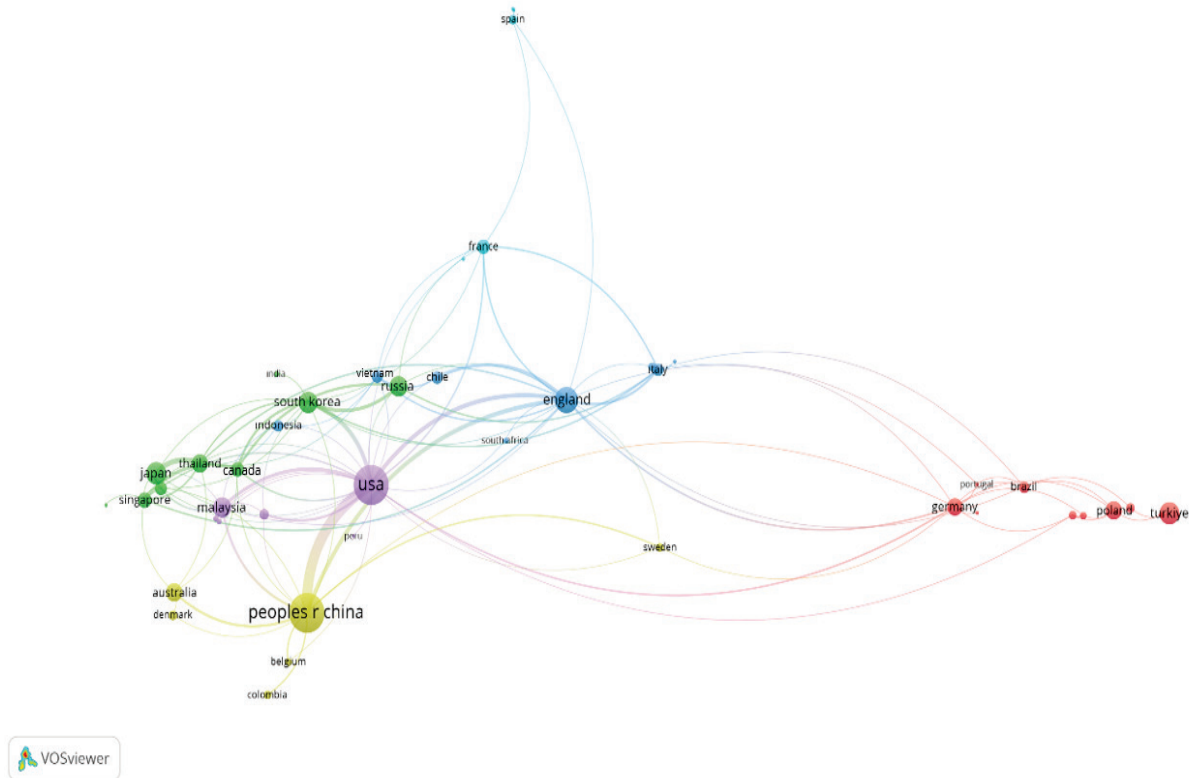 spain
france
india
vietnam
russia
chile
italy
south korea
england
indonesia
south africa
japan
thailand
canada
usa
singapore
malaysia
portugal
brazil
germany
poland
turkiye
peru
sweden
australia
denmark
peoples r china
belgium
colombia
VOSviewer